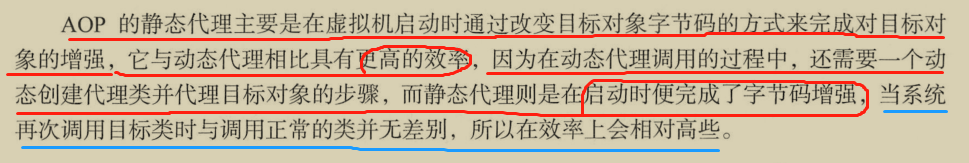 AOP 的静态代理主要是在虚拟机启动时通过改变目标对象字节码的方式来完成对目标对
象的增强，它与动态代理相比具有更高的效率，因为在动态代理调用的过程中，还需要一个动
态创建代理类并代理目标对象的步骤，而静态代理则是在启动时便完成了字节码增强，当系统
再次调用目标类时与调用正常的类并无差别，所以在效率上会相对高些。